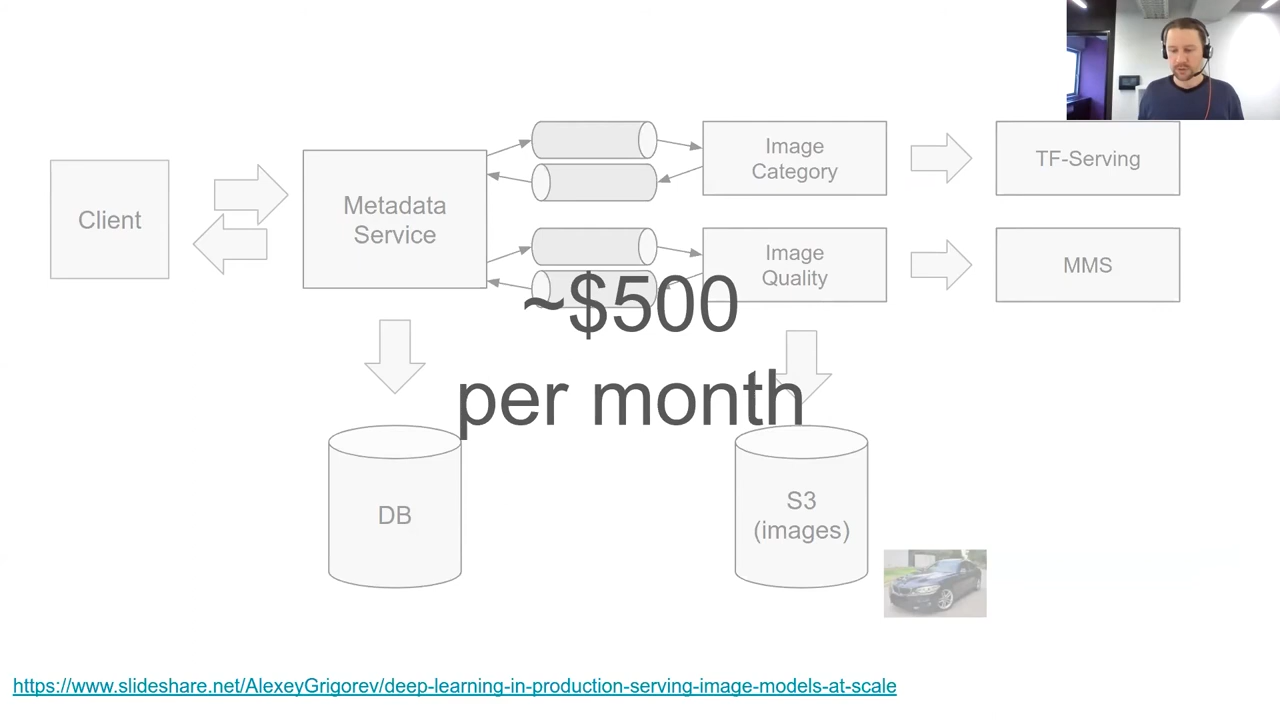 Client
Metadata
Service
Image
Category
TF-Serving
Image
Quality
MMS
~$500
per month
DB
S3
(images)
https://www.slideshare.net/AlexeyGrigorev/deep-learning-in-production-serving-image-models-at-scale